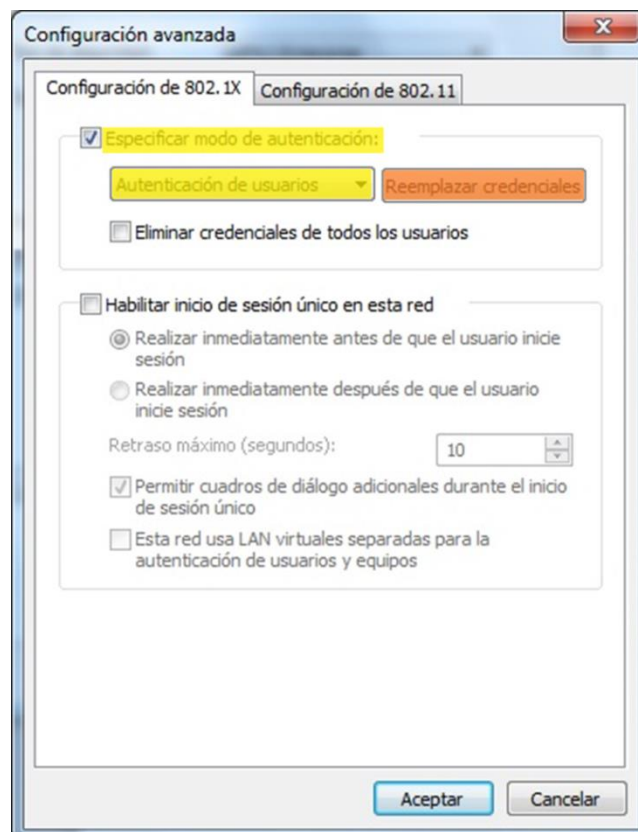 Configuración avanzada
Configuración de 802.1X
Configuración de 802.11
Especificar modo de autenticación:
Autenticación de usuarios
Reemplazar credenciales
Eliminar credenciales de todos los usuarios
Habilitar inicio de sesión único en esta red
Realizar inmediatamente antes de que el usuario inicie
sesión
Realizar inmediatamente después de que el usuario
inicie sesión
Retraso máximo (segundos):
10
Permitir cuadros de diálogo adicionales durante el inicio
de sesión único
Esta red usa LAN virtuales separadas para la
autenticación de usuarios y equipos
Aceptar
Cancelar